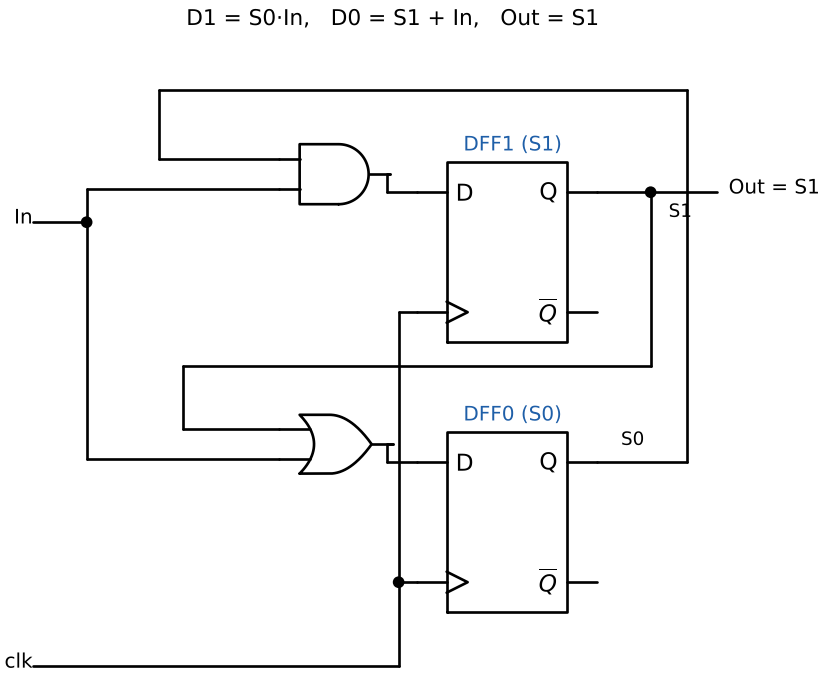 D1 = S0·In,   D0 = S1 + In,   Out = S1
DFF1 (S1)
D
Q
Out = S1
S1
In
Q̅
DFF0 (S0)
S0
D
Q
Q̅
clk